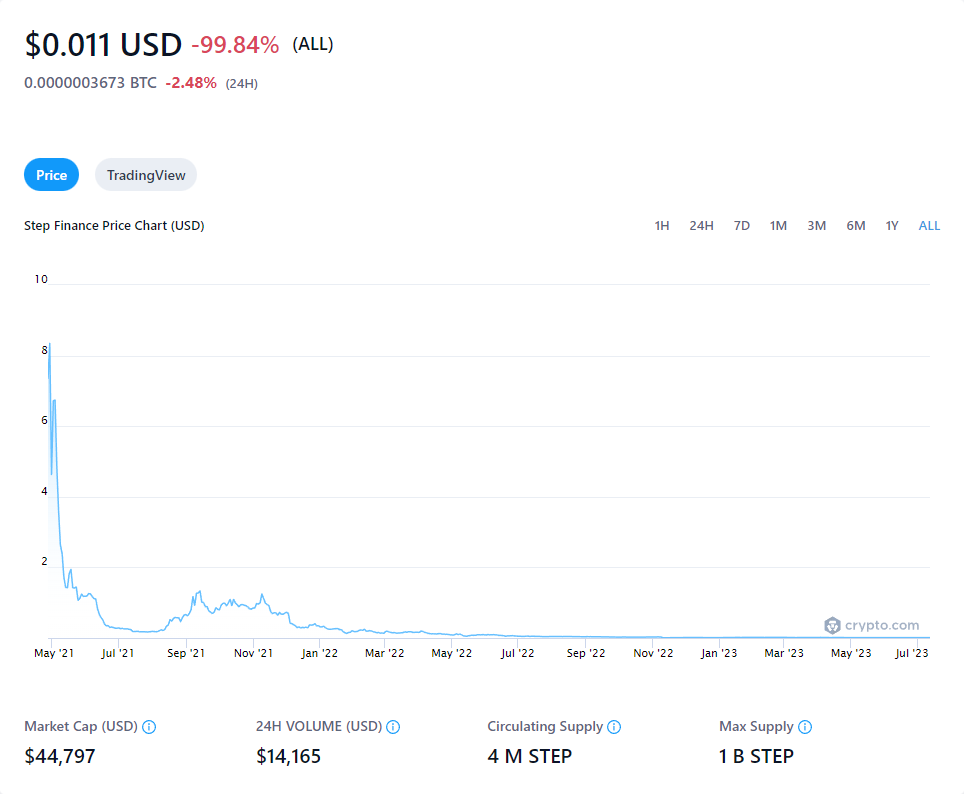 $0.011 USD -99.84% (ALL)
0.0000003673 BTC -2.48% (24H)
Price TradingView
Step Finance Price Chart (USD) 1H 24H 7D 1M 3M 6M 1Y ALL
10
8
6
4
2
crypto.com
May '21 Jul '21 Sep '21 Nov '21 Jan '22 Mar '22 May '22 Jul '22 Sep '22 Nov '22 Jan '23 Mar '23 May '23 Jul '23
Market Cap (USD) 24H VOLUME (USD) Circulating Supply Max Supply
$44,797 $14,165 4 M STEP 1 B STEP